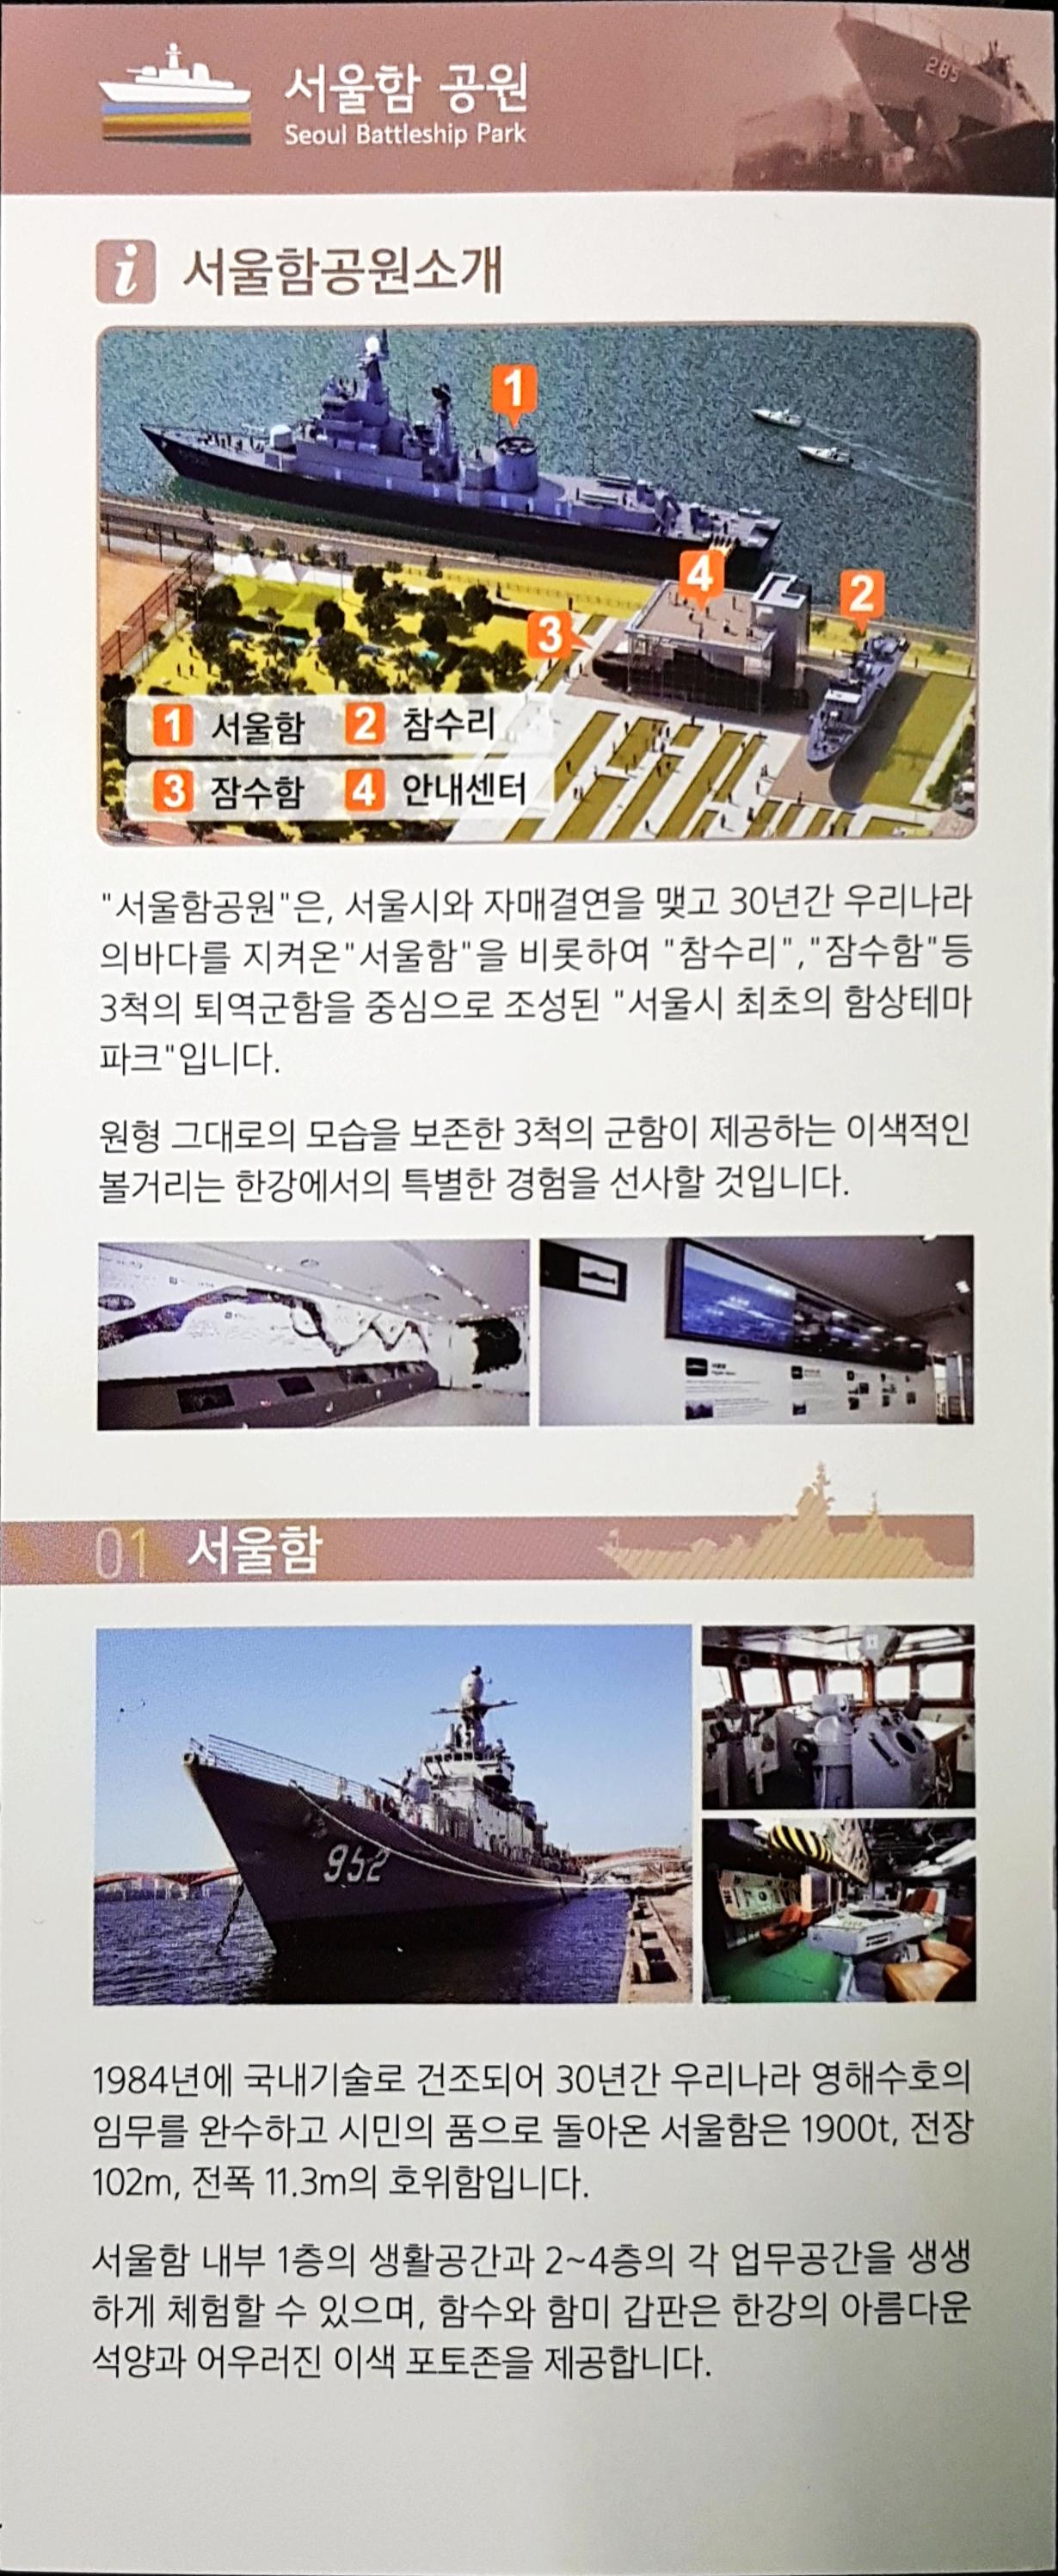 서울함 공원
Seoul Battleship Park
285
i 서울함공원소개
1
4
2
3
1 서울함 2 참수리
3 잠수함 4 안내센터
"서울함공원"은, 서울시와 자매결연을 맺고 30년간 우리나라
의바다를 지켜온"서울함"을 비롯하여 "참수리","잠수함"등
3척의 퇴역군함을 중심으로 조성된 "서울시 최초의 함상테마
파크"입니다.
원형 그대로의 모습을 보존한 3척의 군함이 제공하는 이색적인
볼거리는 한강에서의 특별한 경험을 선사할 것입니다.
01 서울함
952
1984년에 국내기술로 건조되어 30년간 우리나라 영해수호의
임무를 완수하고 시민의 품으로 돌아온 서울함은 1900t, 전장
102m, 전폭 11.3m의 호위함입니다.
서울함 내부 1층의 생활공간과 2~4층의 각 업무공간을 생생
하게 체험할 수 있으며, 함수와 함미 갑판은 한강의 아름다운
석양과 어우러진 이색 포토존을 제공합니다.